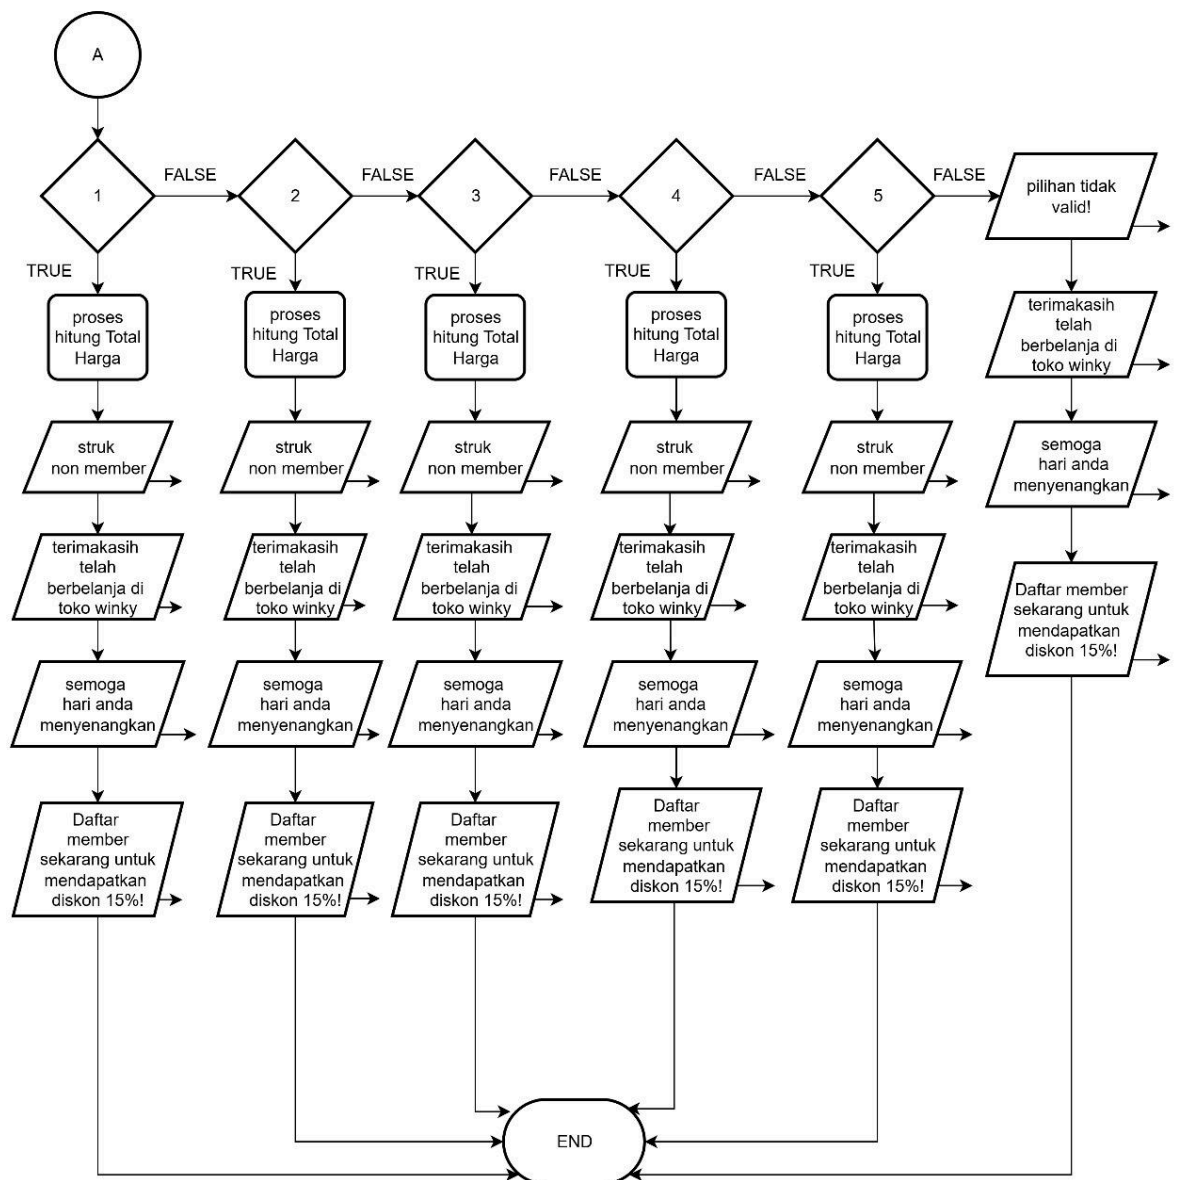 A
1
FALSE
2
FALSE
3
FALSE
4
FALSE
5
FALSE
pilihan tidak
valid!
TRUE
TRUE
TRUE
TRUE
TRUE
proses
hitung Total
Harga
proses
hitung Total
Harga
proses
hitung Total
Harga
proses
hitung Total
Harga
proses
hitung Total
Harga
terimakasih
telah
berbelanja di
toko winky
struk
non member
struk
non member
struk
non member
struk
non member
struk
non member
semoga
hari anda
menyenangkan
terimakasih
telah
berbelanja di
toko winky
terimakasih
telah
berbelanja di
toko winky
terimakasih
telah
berbelanja di
toko winky
terimakasih
telah
berbelanja di
toko winky
terimakasih
telah
berbelanja di
toko winky
Daftar member
sekarang untuk
mendapatkan
diskon 15%!
semoga
hari anda
menyenangkan
semoga
hari anda
menyenangkan
semoga
hari anda
menyenangkan
semoga
hari anda
menyenangkan
semoga
hari anda
menyenangkan
Daftar
member
sekarang untuk
mendapatkan
diskon 15%!
Daftar
member
sekarang untuk
mendapatkan
diskon 15%!
Daftar
member
sekarang untuk
mendapatkan
diskon 15%!
Daftar
member
sekarang untuk
mendapatkan
diskon 15%!
Daftar
member
sekarang untuk
mendapatkan
diskon 15%!
END